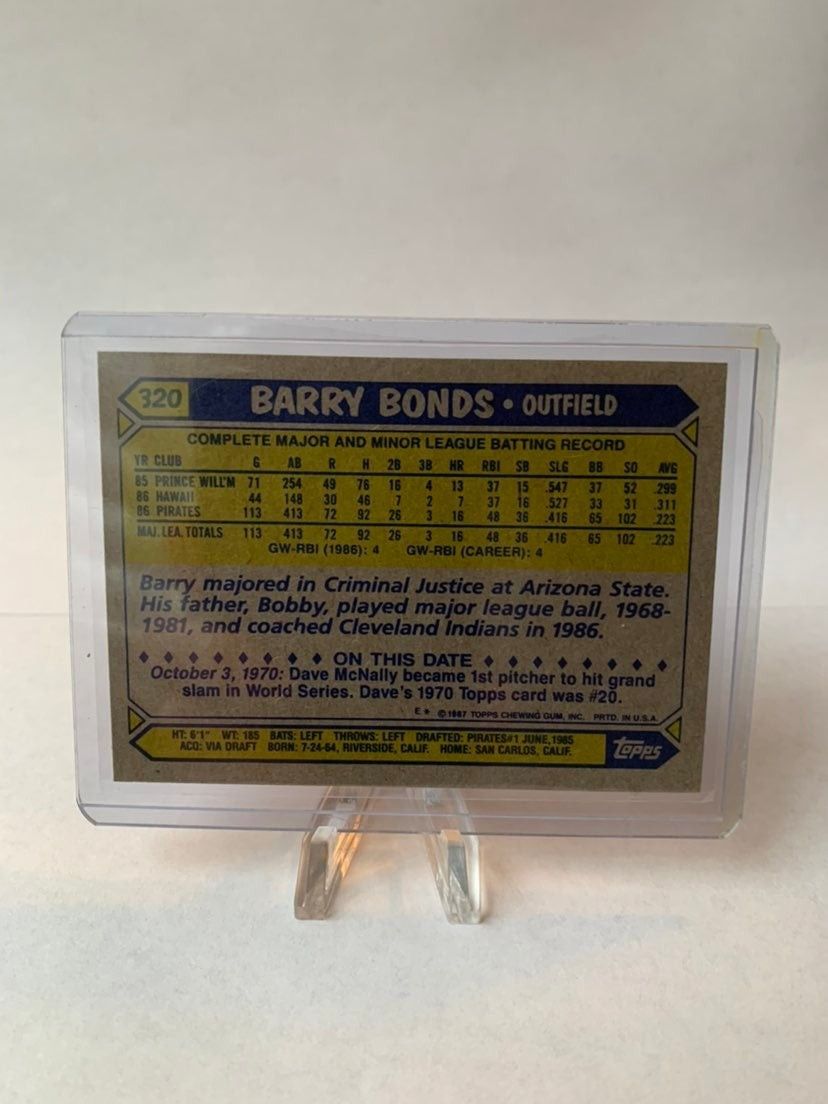 320 BARRY BONDS • OUTFIELD
COMPLETE MAJOR AND MINOR LEAGUE BATTING RECORD
YR CLUB G AB R H 2B 3B HR RBI SB SLG BB SO AVG
85 PRINCE WILL'M 71 254 49 76 16 4 13 37 15 .547 37 52 .299
86 HAWAII 44 148 30 46 7 2 7 37 16 .527 33 31 .311
86 PIRATES 113 413 72 92 26 3 16 48 36 .416 65 102 .223
MAJ. LEA. TOTALS 113 413 72 92 26 3 16 48 36 .416 65 102 .223
GW-RBI (1986): 4 GW-RBI (CAREER): 4
Barry majored in Criminal Justice at Arizona State.
His father, Bobby, played major league ball, 1968-
1981, and coached Cleveland Indians in 1986.
♦ ♦ ♦ ♦ ♦ ♦ ♦ ♦ ON THIS DATE ♦ ♦ ♦ ♦ ♦ ♦ ♦ ♦
October 3, 1970: Dave McNally became 1st pitcher to hit grand
slam in World Series. Dave's 1970 Topps card was #20.
E* ©1987 TOPPS CHEWING GUM, INC. PRTD. IN U.S.A.
HT: 6'1" WT: 185 BATS: LEFT THROWS: LEFT DRAFTED: PIRATES#1 JUNE, 1985
ACQ: VIA DRAFT BORN: 7-24-64, RIVERSIDE, CALIF. HOME: SAN CARLOS, CALIF.
topps